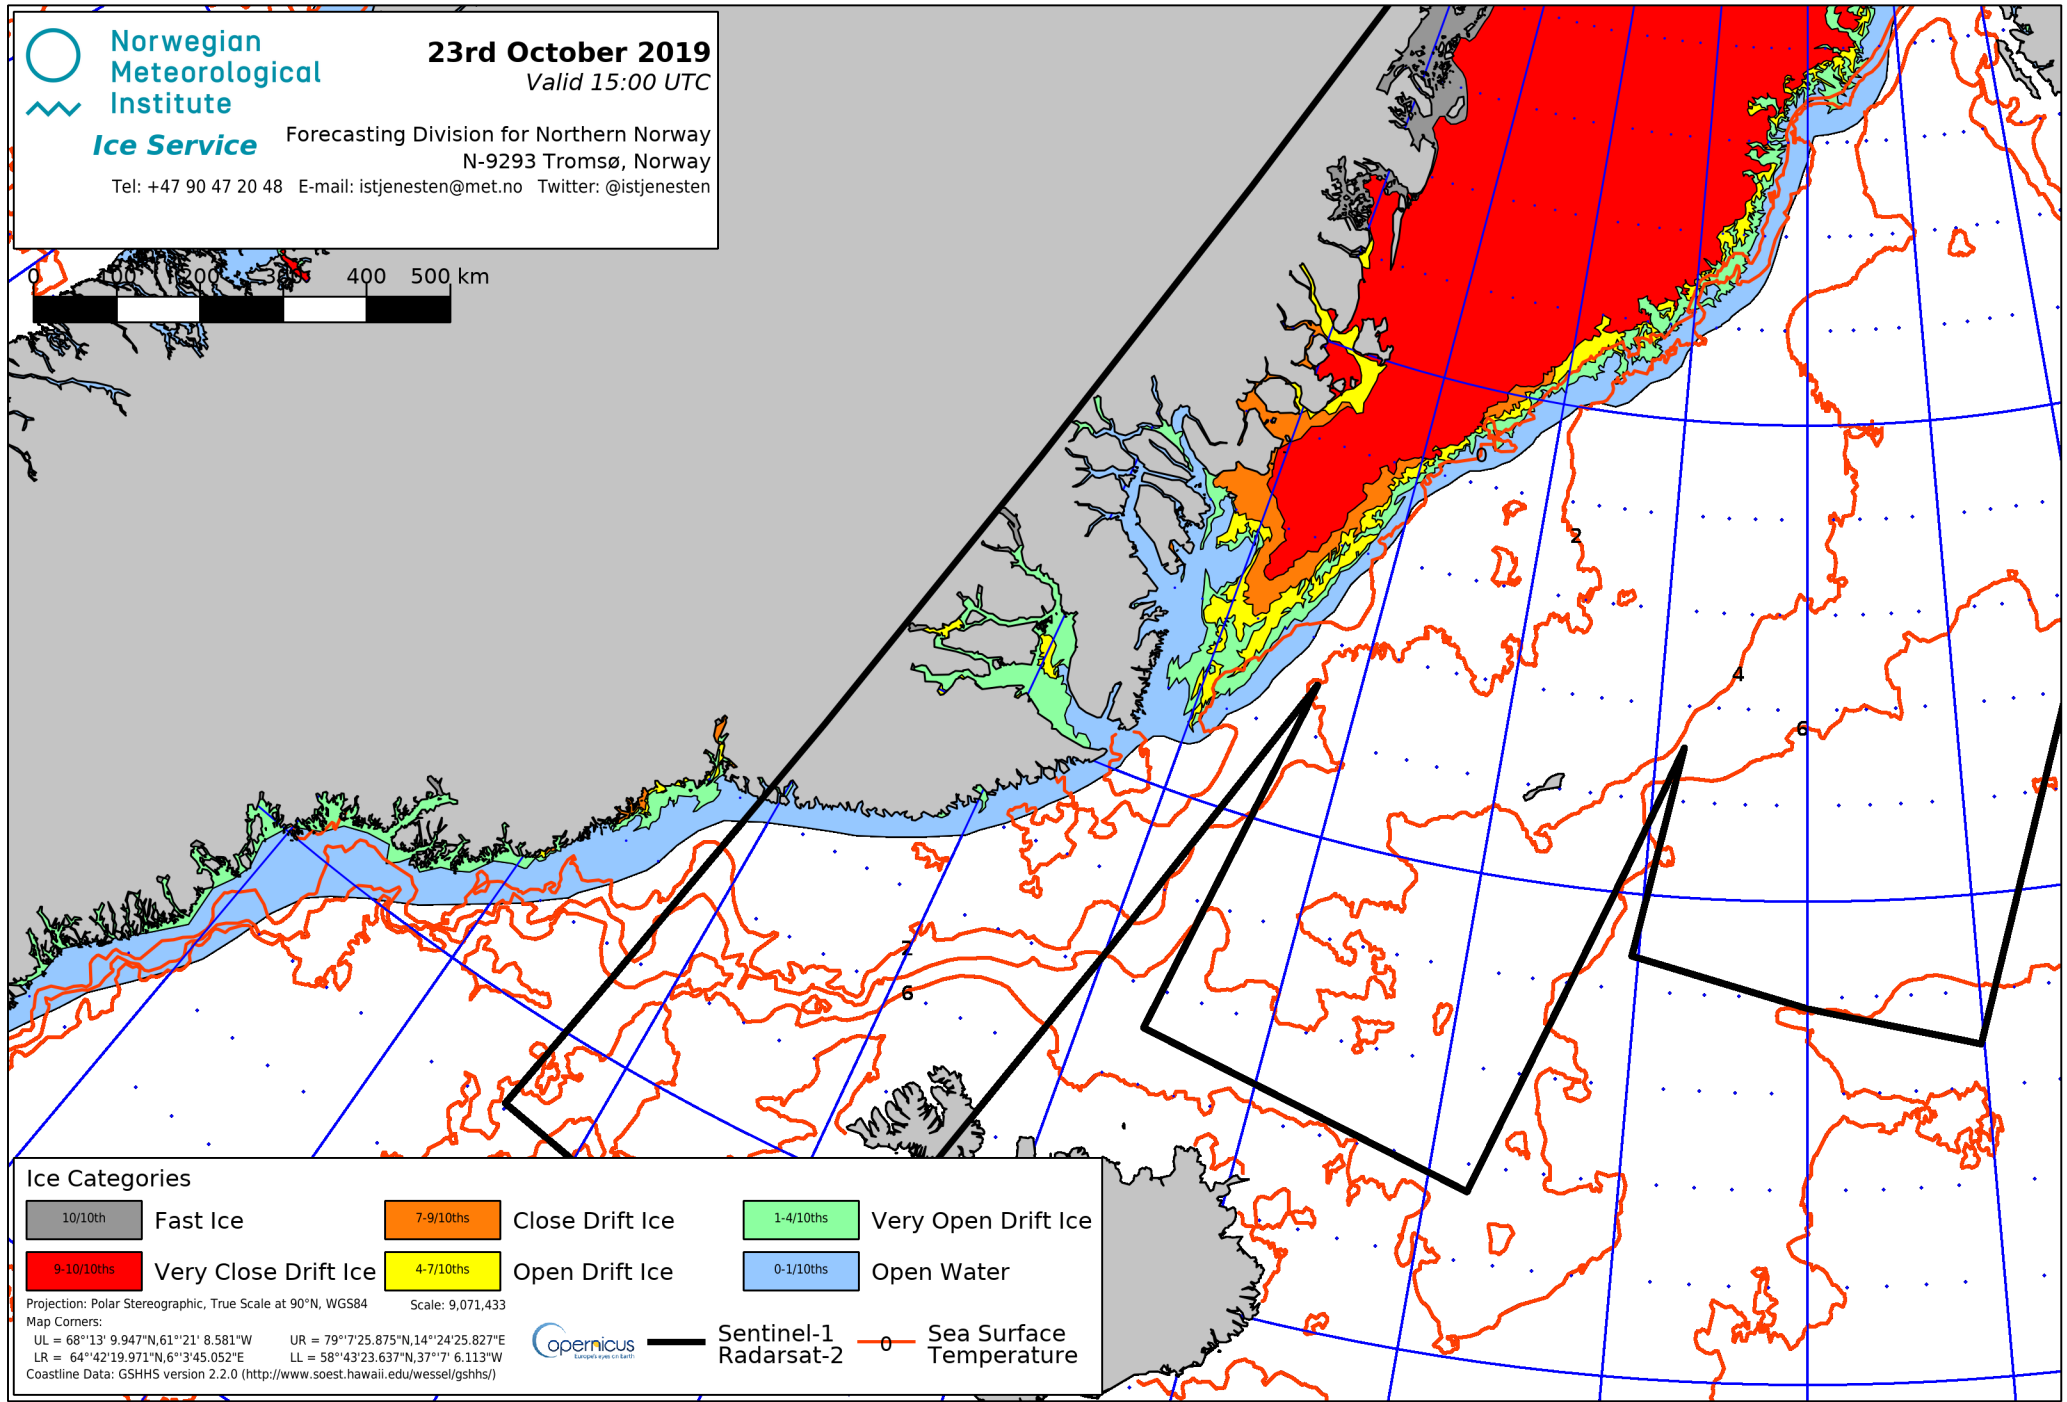 Norwegian
Meteorological
Institute
Ice Service
23rd October 2019
Valid 15:00 UTC
Forecasting Division for Northern Norway
N-9293 Tromsø, Norway
Tel: +47 90 47 20 48 E-mail: istjenesten@met.no Twitter: @istjenesten
0 100 200 300 400 500 km
0
2
4
6
2
6
Ice Categories
10/10th Fast Ice
7-9/10ths Close Drift Ice
1-4/10ths Very Open Drift Ice
9-10/10ths Very Close Drift Ice
4-7/10ths Open Drift Ice
0-1/10ths Open Water
Projection: Polar Stereographic, True Scale at 90°N, WGS84 Scale: 9,071,433
Map Corners:
UL = 68°'13' 9.947"N,61°'21' 8.581"W UR = 79°'7'25.875"N,14°'24'25.827"E
LR = 64°'42'19.971"N,6°'3'45.052"E LL = 58°'43'23.637"N,37°'7' 6.113"W
Coastline Data: GSHHS version 2.2.0 (http://www.soest.hawaii.edu/wessel/gshhs/)
opernicus
Europe's eyes on Earth
Sentinel-1
Radarsat-2
0
Sea Surface
Temperature